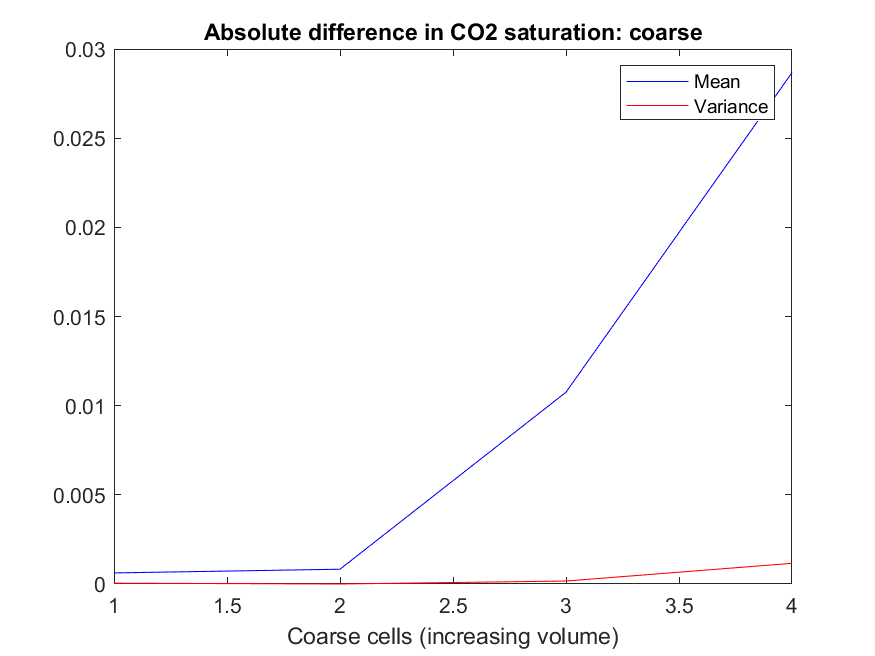 Absolute difference in CO2 saturation: coarse
0.03
0.025
0.02
0.015
0.01
0.005
0
Mean
Variance
1 1.5 2 2.5 3 3.5 4
Coarse cells (increasing volume)